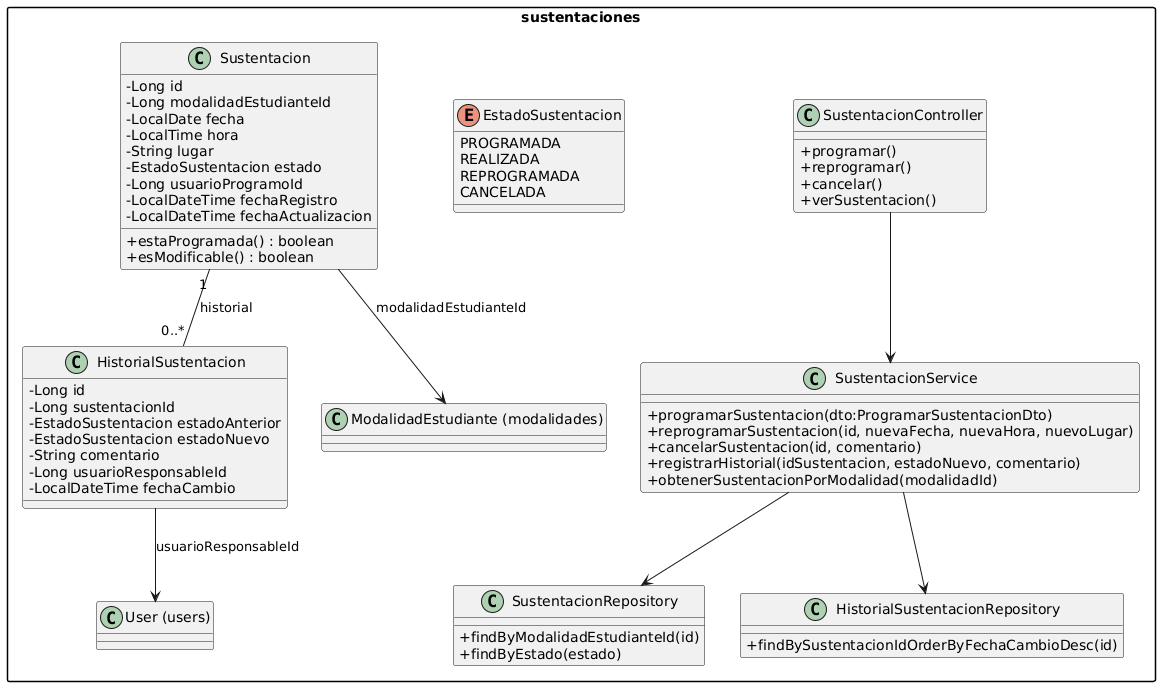 sustentaciones
C Sustentacion
-Long id
-Long modalidadEstudianteId
-LocalDate fecha
-LocalTime hora
-String lugar
-EstadoSustentacion estado
-Long usuarioProgramoId
-LocalDateTime fechaRegistro
-LocalDateTime fechaActualizacion
+estaProgramada() : boolean
+esModificable() : boolean
E EstadoSustentacion
PROGRAMADA
REALIZADA
REPROGRAMADA
CANCELADA
C SustentacionController
+programar()
+reprogramar()
+cancelar()
+verSustentacion()
1
historial
0..*
modalidadEstudianteId
C HistorialSustentacion
-Long id
-Long sustentacionId
-EstadoSustentacion estadoAnterior
-EstadoSustentacion estadoNuevo
-String comentario
-Long usuarioResponsableId
-LocalDateTime fechaCambio
C ModalidadEstudiante (modalidades)
C SustentacionService
+programarSustentacion(dto:ProgramarSustentacionDto)
+reprogramarSustentacion(id, nuevaFecha, nuevaHora, nuevoLugar)
+cancelarSustentacion(id, comentario)
+registrarHistorial(idSustentacion, estadoNuevo, comentario)
+obtenerSustentacionPorModalidad(modalidadId)
usuarioResponsableId
C User (users)
C SustentacionRepository
+findByModalidadEstudianteId(id)
+findByEstado(estado)
C HistorialSustentacionRepository
+findBySustentacionIdOrderByFechaCambioDesc(id)